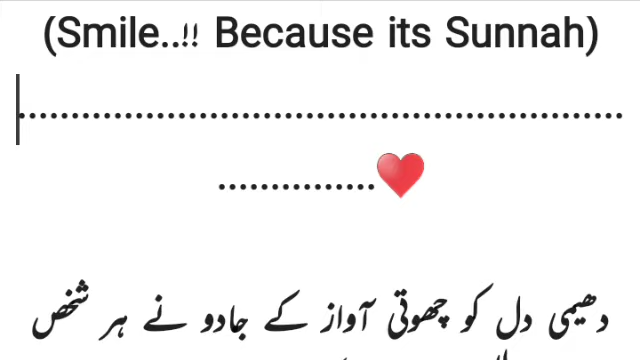 (Smile..!! Because its Sunnah)
........................................................
...............♥️
دھیمی دل کو چھوتی آواز کے جادو نے ہر شخص